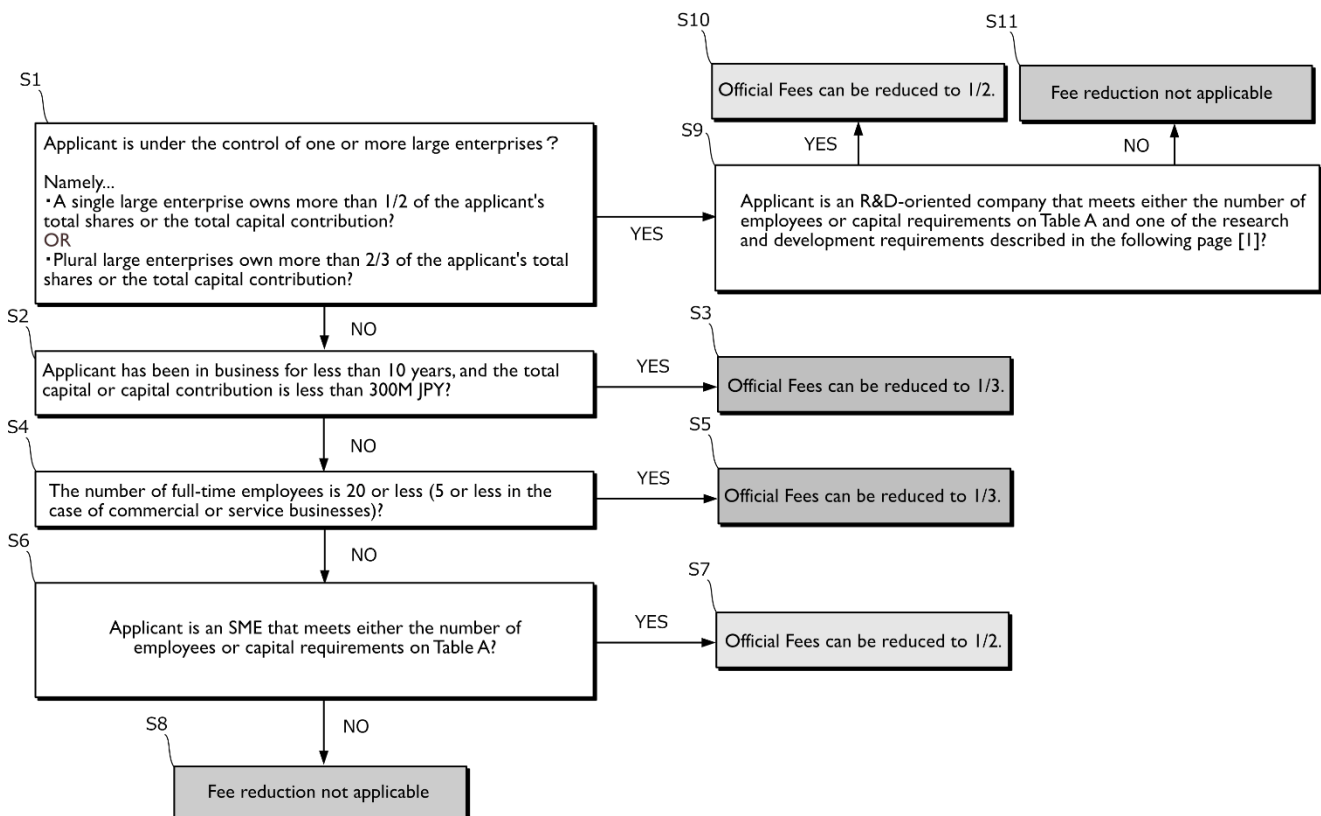 S1
Applicant is under the control of one or more large enterprises？
Namely...
・A single large enterprise owns more than 1/2 of the applicant's
total shares or the total capital contribution?
OR
・Plural large enterprises own more than 2/3 of the applicant's total
shares or the total capital contribution?
YES
S9
Applicant is an R&D-oriented company that meets either the number of
employees or capital requirements on Table A and one of the research
and development requirements described in the following page [1]?
YES
S10
Official Fees can be reduced to 1/2.
NO
S11
Fee reduction not applicable
NO
S2
Applicant has been in business for less than 10 years, and the total
capital or capital contribution is less than 300M JPY?
YES
S3
Official Fees can be reduced to 1/3.
NO
S4
The number of full-time employees is 20 or less (5 or less in the
case of commercial or service businesses)?
YES
S5
Official Fees can be reduced to 1/3.
NO
S6
Applicant is an SME that meets either the number of
employees or capital requirements on Table A?
YES
S7
Official Fees can be reduced to 1/2.
NO
S8
Fee reduction not applicable